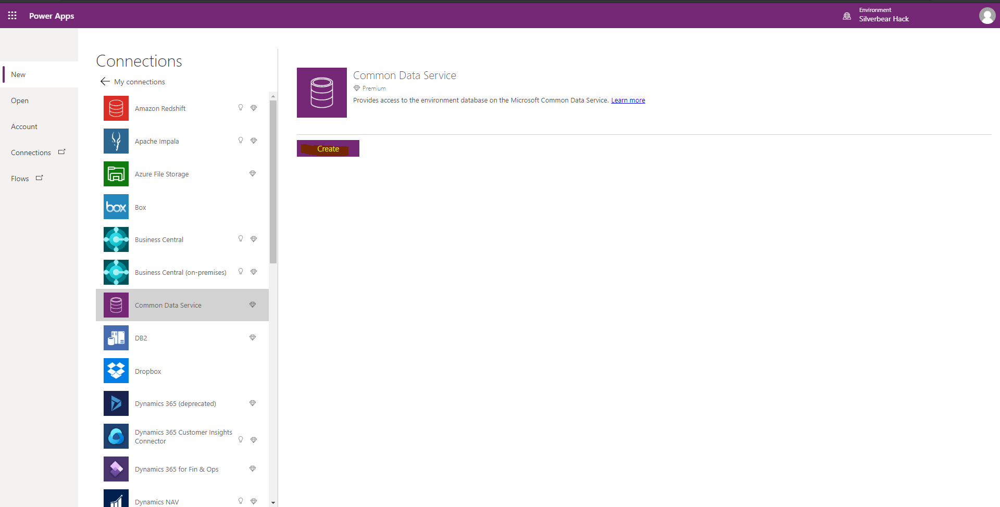 Power Apps
Environment
Silverbear Hack
New
Open
Account
Connections
Flows
Connections
My connections
Amazon Redshift
Apache Impala
Azure File Storage
box
Box
Business Central
Business Central (on-premises)
Common Data Service
DB2
Dropbox
Dynamics 365 (deprecated)
Dynamics 365 Customer Insights
Connector
Dynamics 365 for Fin & Ops
Dynamics NAV
Common Data Service
Premium
Provides access to the environment database on the Microsoft Common Data Service. Learn more
Create